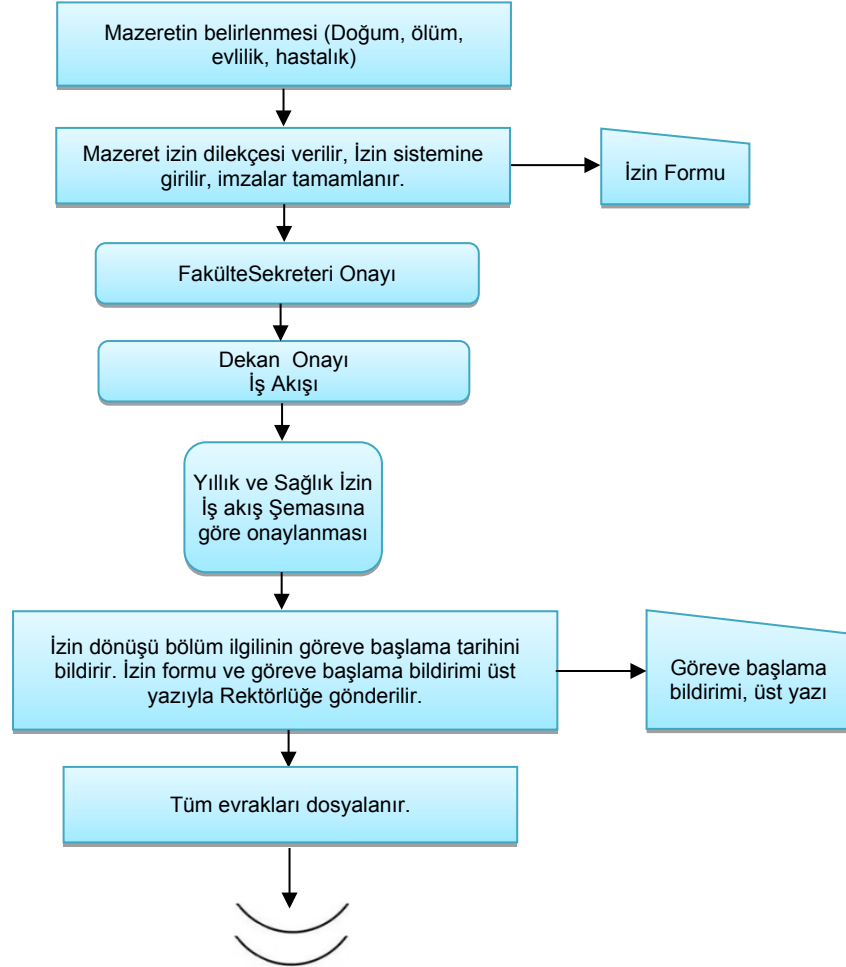 Mazeretin belirlenmesi (Doğum, ölüm,
evlilik, hastalık)
Mazeret izin dilekçesi verilir, İzin sistemine
girilir, imzalar tamamlanır.
İzin Formu
FakülteSekreteri Onayı
Dekan  Onayı
İş Akışı
Yıllık ve Sağlık İzin
İş akış Şemasına
göre onaylanması
İzin dönüşü bölüm ilgilinin göreve başlama tarihini
bildirir. İzin formu ve göreve başlama bildirimi üst
yazıyla Rektörlüğe gönderilir.
Göreve başlama
bildirimi, üst yazı
Tüm evrakları dosyalanır.